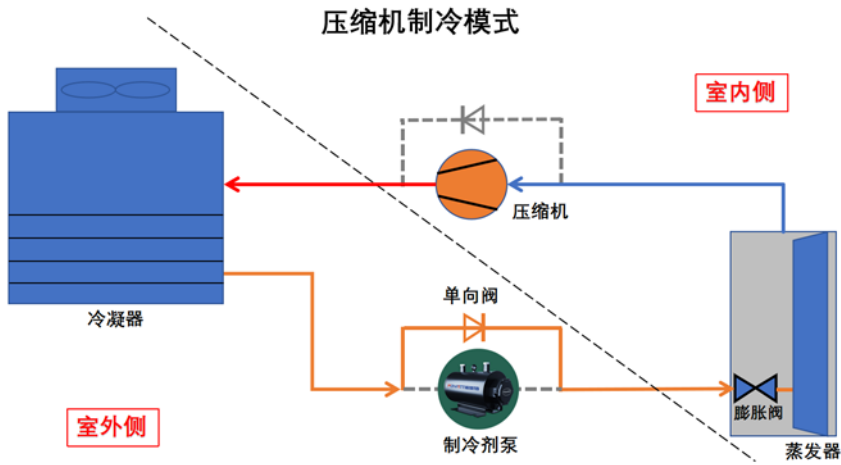 压缩机制冷模式
室内侧
压缩机
单向阀
冷凝器
膨胀阀
室外侧
制冷剂泵
蒸发器